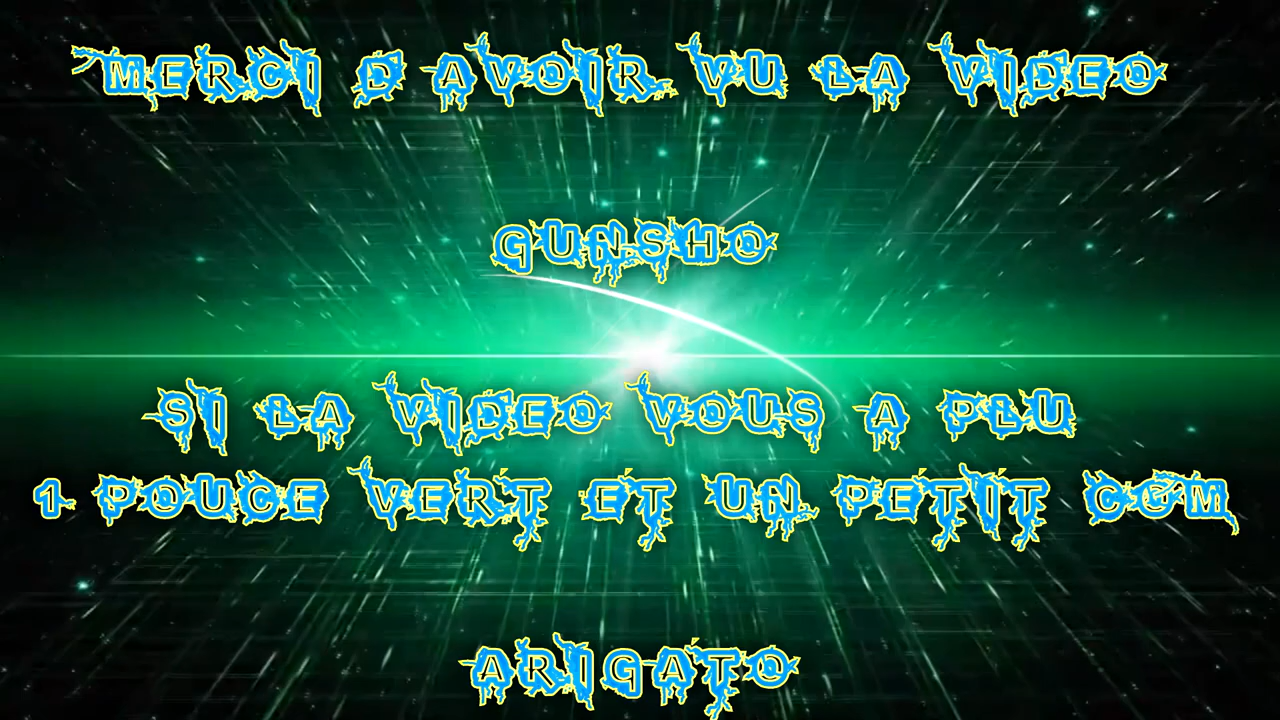 MERCI D AVOIR VU LA VIDEO
GUNSHO
SI LA VIDEO VOUS A PLU
1 POUCE VERT ET UN PETIT COM
ARIGATO